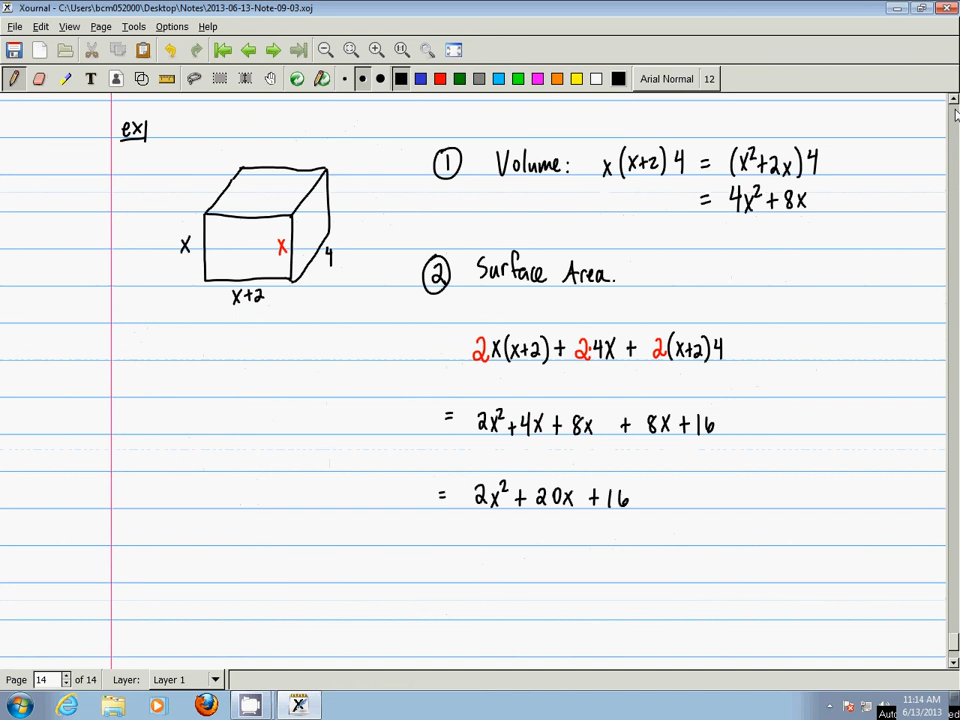 Xournal - C:\Users\bcm052000\Desktop\Notes\2013-06-13-Note-09-03.xoj
File Edit View Page Tools Options Help
Arial Normal 12
ex1
x
x
4
x+2
① Volume: x(x+2)4 = (x²+2x)4
= 4x²+8x
② Surface Area.
2x(x+2) + 2·4x + 2(x+2)4
= 2x²+4x + 8x + 8x+16
= 2x² + 20x + 16
Page 14 of 14 Layer: Layer 1
11:14 AM
6/13/2013